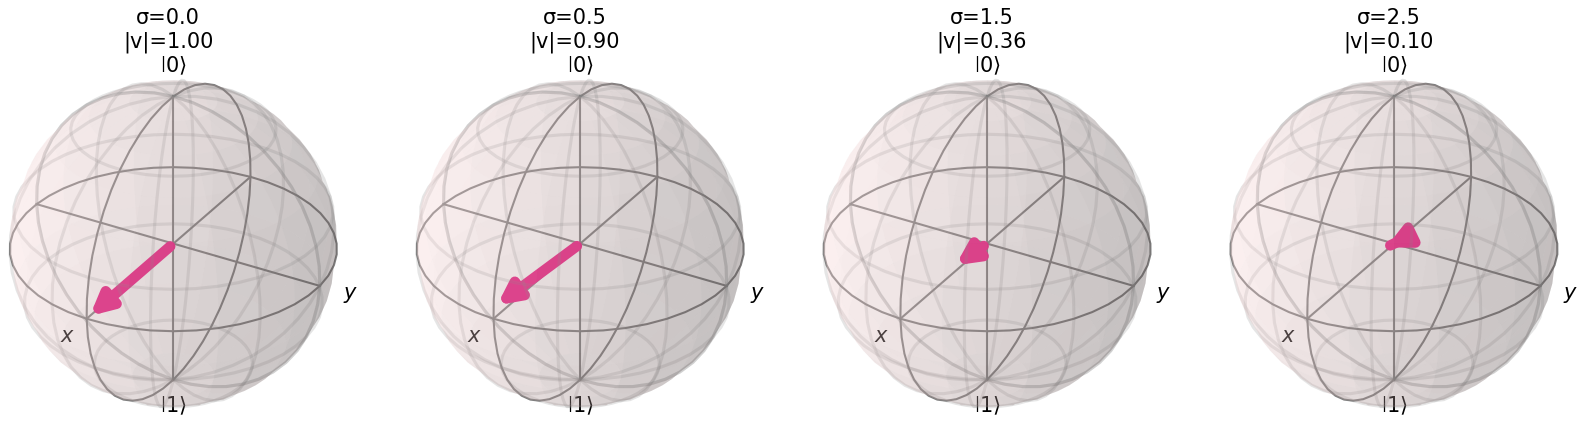 σ=0.0
|v|=1.00
|0⟩
x
y
|1⟩
σ=0.5
|v|=0.90
|0⟩
x
y
|1⟩
σ=1.5
|v|=0.36
|0⟩
x
y
|1⟩
σ=2.5
|v|=0.10
|0⟩
x
y
|1⟩